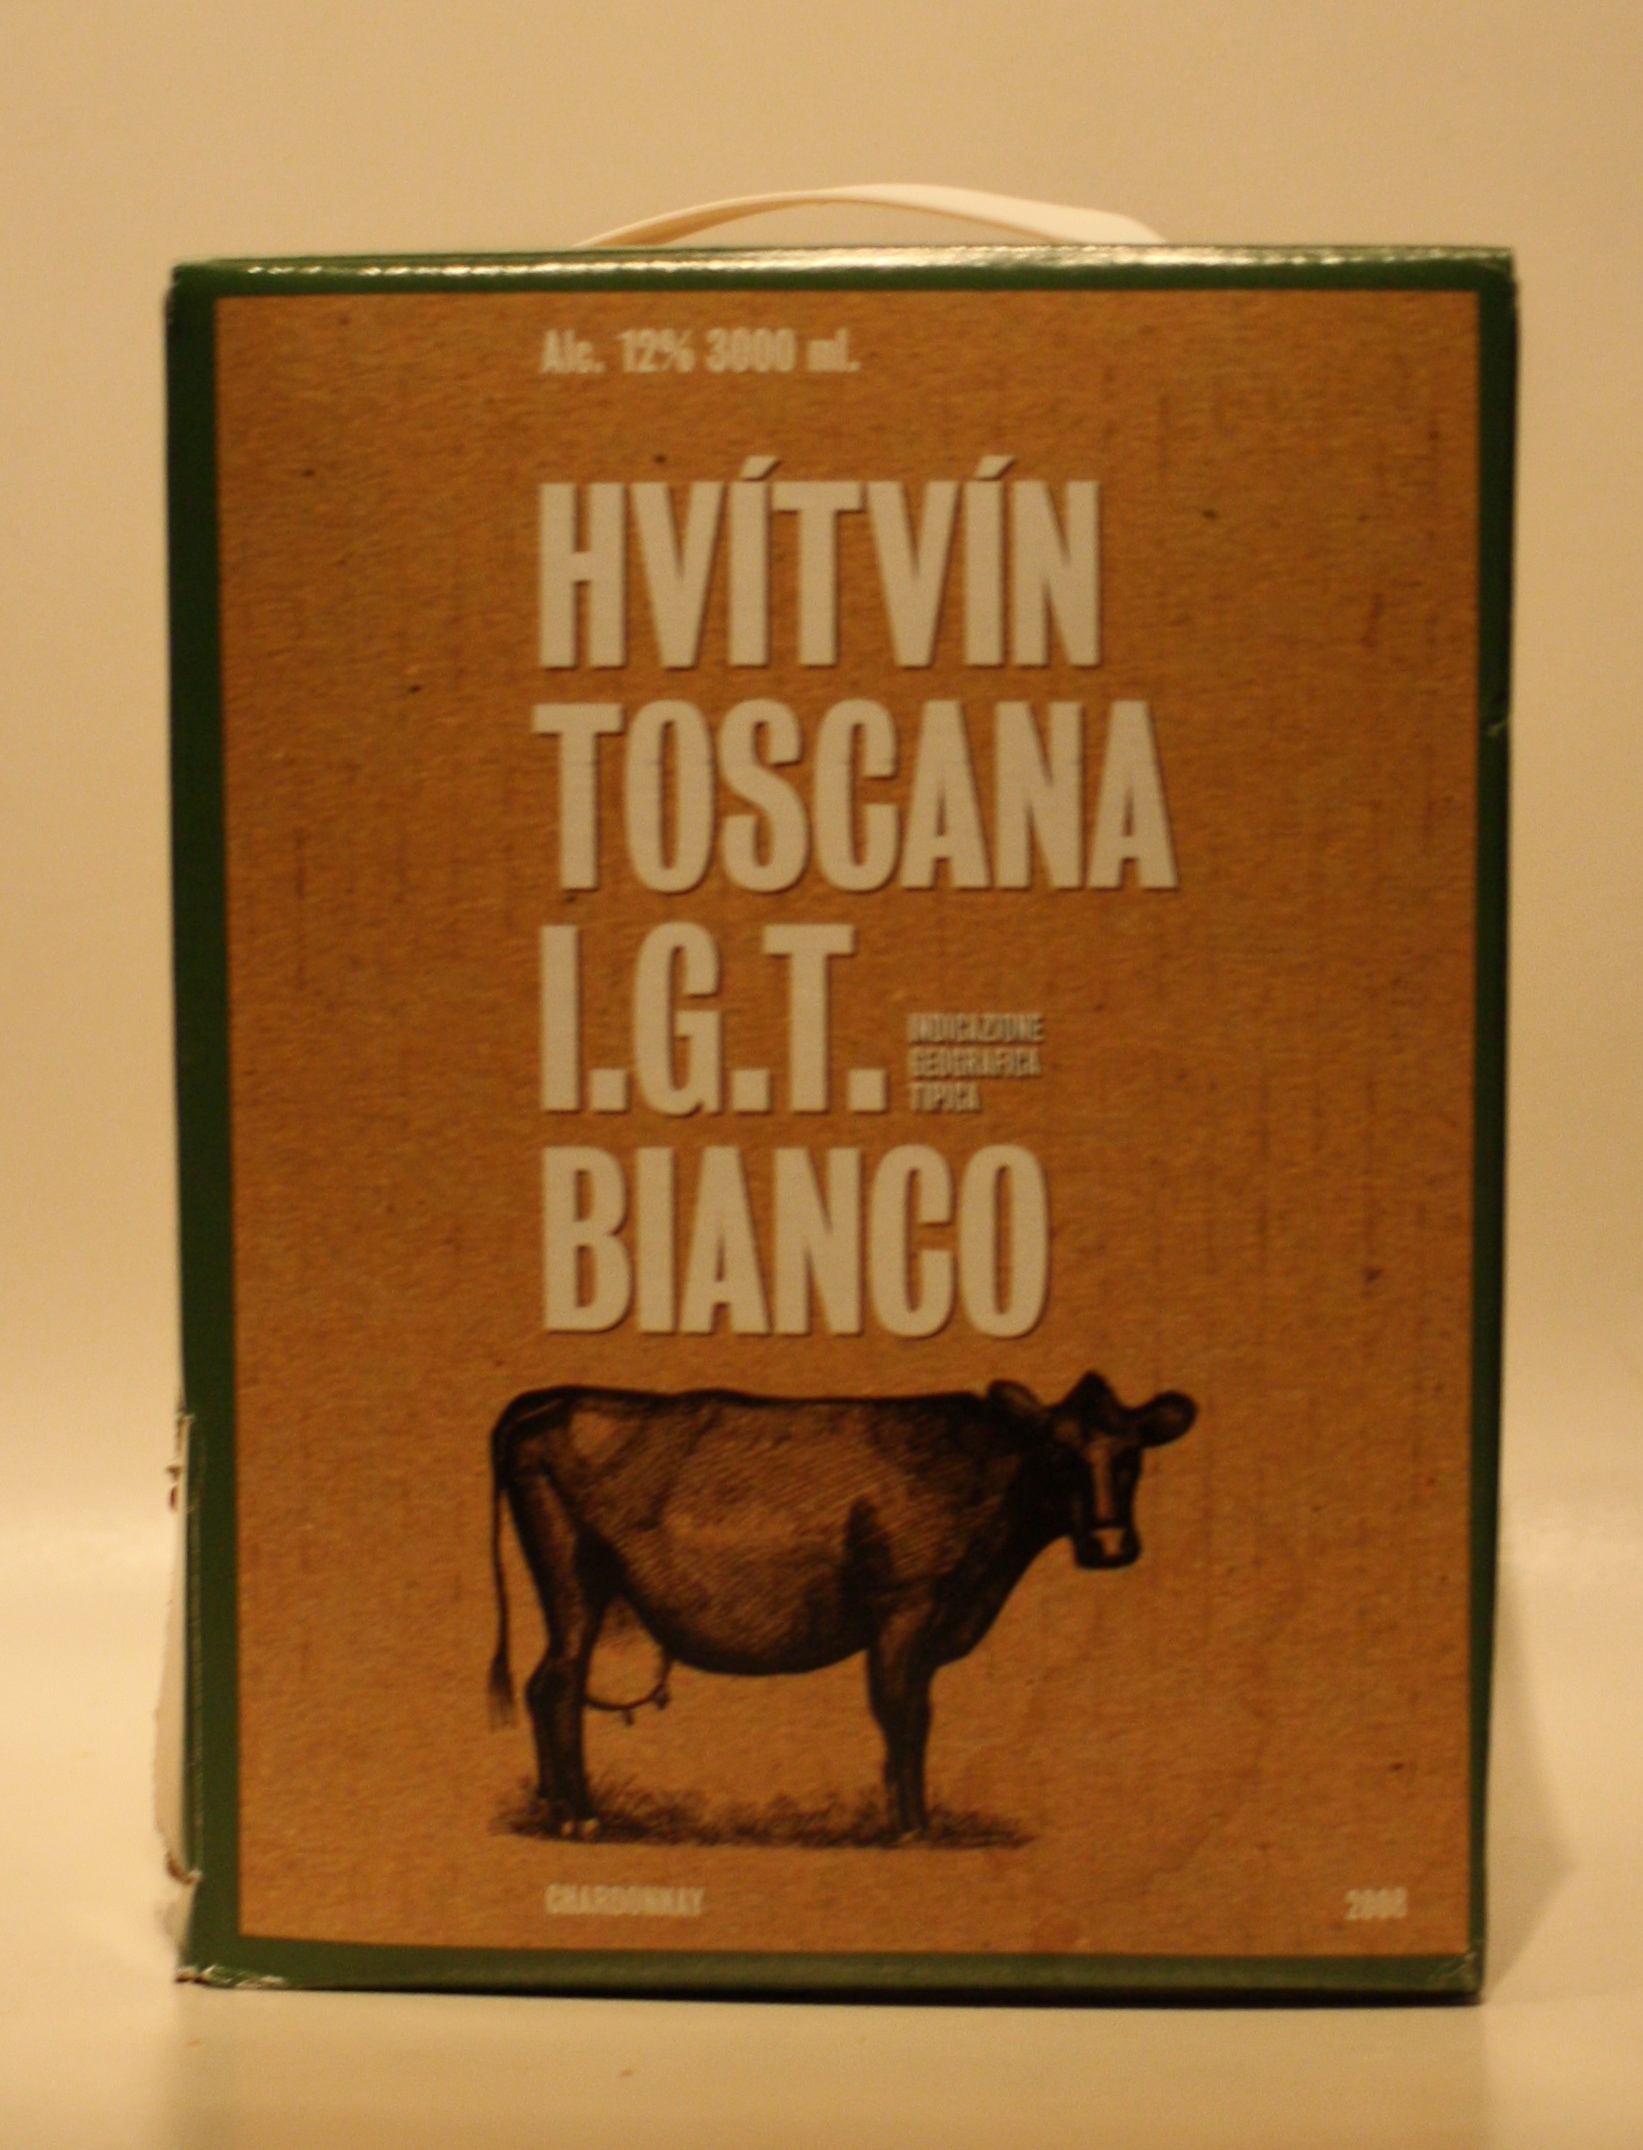 Alc. 12% 3000 ml.
HVÍTVÍN
TOSCANA
I.G.T.
INDICAZIONE
GEOGRAFICA
TIPICA
BIANCO
CHARDONNAY